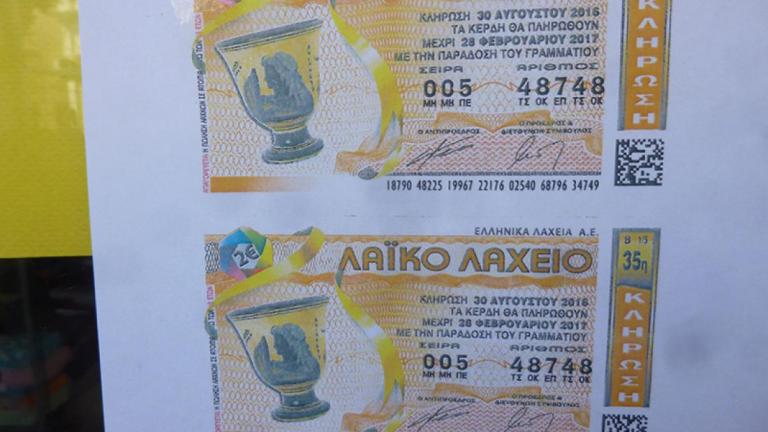 ΚΛΗΡΩΣΗ 30 ΑΥΓΟΥΣΤΟΥ 2016
ΤΑ ΚΕΡΔΗ ΘΑ ΠΛΗΡΩΘΟΥΝ
ΜΕΧΡΙ 28 ΦΕΒΡΟΥΑΡΙΟΥ 2017
ΜΕ ΤΗΝ ΠΑΡΑΔΟΣΗ ΤΟΥ ΓΡΑΜΜΑΤΙΟΥ
ΣΕΙΡΑ ΑΡΙΘΜΟΣ
005 48748
ΜΗ ΜΗ ΠΕ ΤΣ ΟΚ ΕΠ ΤΣ ΟΚ
Ο ΑΝΤΙΠΡΟΕΔΡΟΣ Ο ΠΡΟΕΔΡΟΣ &
ΔΙΕΥΘΥΝΩΝ ΣΥΜΒΟΥΛΟΣ
18790 48225 19967 22176 02540 68796 34749
ΚΛΗΡΩΣΗ
ΕΛΛΗΝΙΚΑ ΛΑΧΕΙΑ Α.Ε.
2€
ΛΑΪΚΟ ΛΑΧΕΙΟ
35η
ΚΛΗΡΩΣΗ
ΚΛΗΡΩΣΗ 30 ΑΥΓΟΥΣΤΟΥ 2016
ΤΑ ΚΕΡΔΗ ΘΑ ΠΛΗΡΩΘΟΥΝ
ΜΕΧΡΙ 28 ΦΕΒΡΟΥΑΡΙΟΥ 2017
ΜΕ ΤΗΝ ΠΑΡΑΔΟΣΗ ΤΟΥ ΓΡΑΜΜΑΤΙΟΥ
ΣΕΙΡΑ ΑΡΙΘΜΟΣ
005 48748
ΜΗ ΜΗ ΠΕ ΤΣ ΟΚ ΕΠ ΤΣ ΟΚ
Ο ΑΝΤΙΠΡΟΕΔΡΟΣ Ο ΠΡΟΕΔΡΟΣ &
ΔΙΕΥΘΥΝΩΝ ΣΥΜΒΟΥΛΟΣ